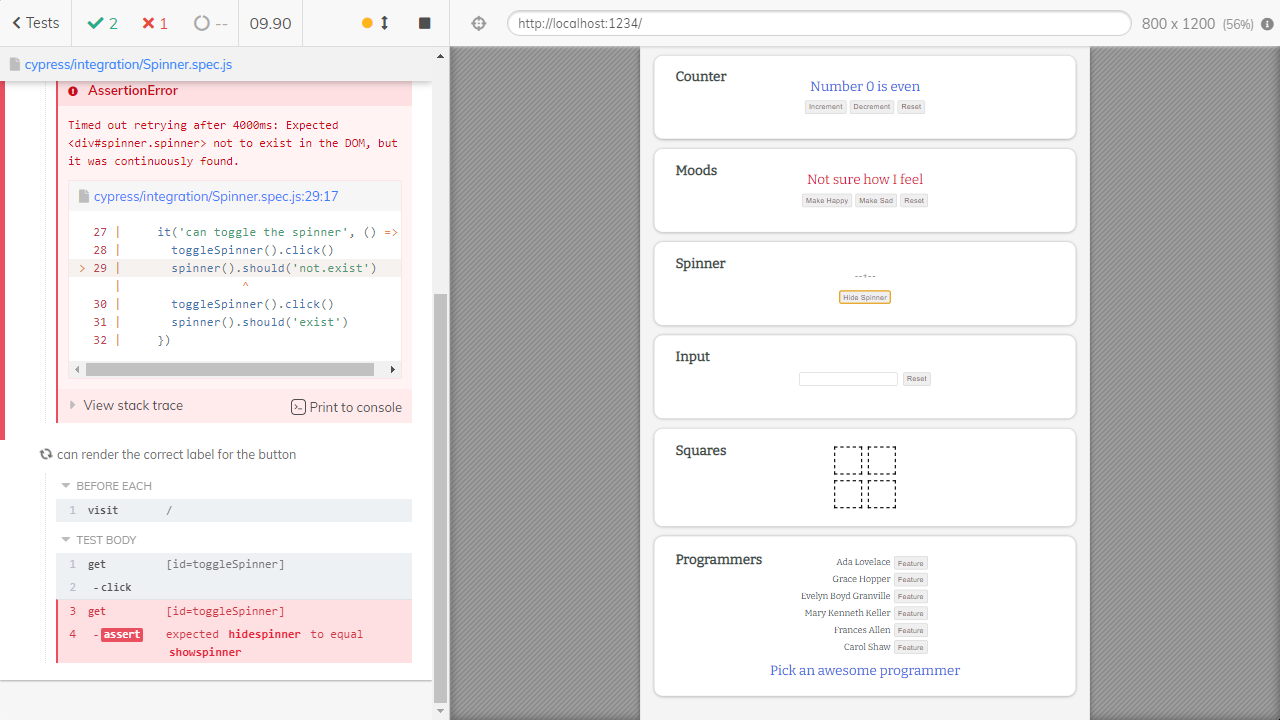 Tests
2
1
--
09.90
http://localhost:1234/
800 x 1200 (56%)
cypress/integration/Spinner.spec.js
AssertionError
Timed out retrying after 4000ms: Expected
<div#spinner.spinner> not to exist in the DOM, but
it was continuously found.
cypress/integration/Spinner.spec.js:29:17
27 | it('can toggle the spinner', () =>
28 | toggleSpinner().click()
> 29 | spinner().should('not.exist')
| ^
30 | toggleSpinner().click()
31 | spinner().should('exist')
32 | })
View stack trace
Print to console
can render the correct label for the button
BEFORE EACH
1 visit /
TEST BODY
1 get [id=toggleSpinner]
2 -click
3 get [id=toggleSpinner]
4 -assert expected hidespinner to equal
showspinner
Counter
Number 0 is even
Increment Decrement Reset
Moods
Not sure how I feel
Make Happy Make Sad Reset
Spinner
--+--
Hide Spinner
Input
Reset
Squares
Programmers
Ada Lovelace Feature
Grace Hopper Feature
Evelyn Boyd Granville Feature
Mary Kenneth Keller Feature
Frances Allen Feature
Carol Shaw Feature
Pick an awesome programmer